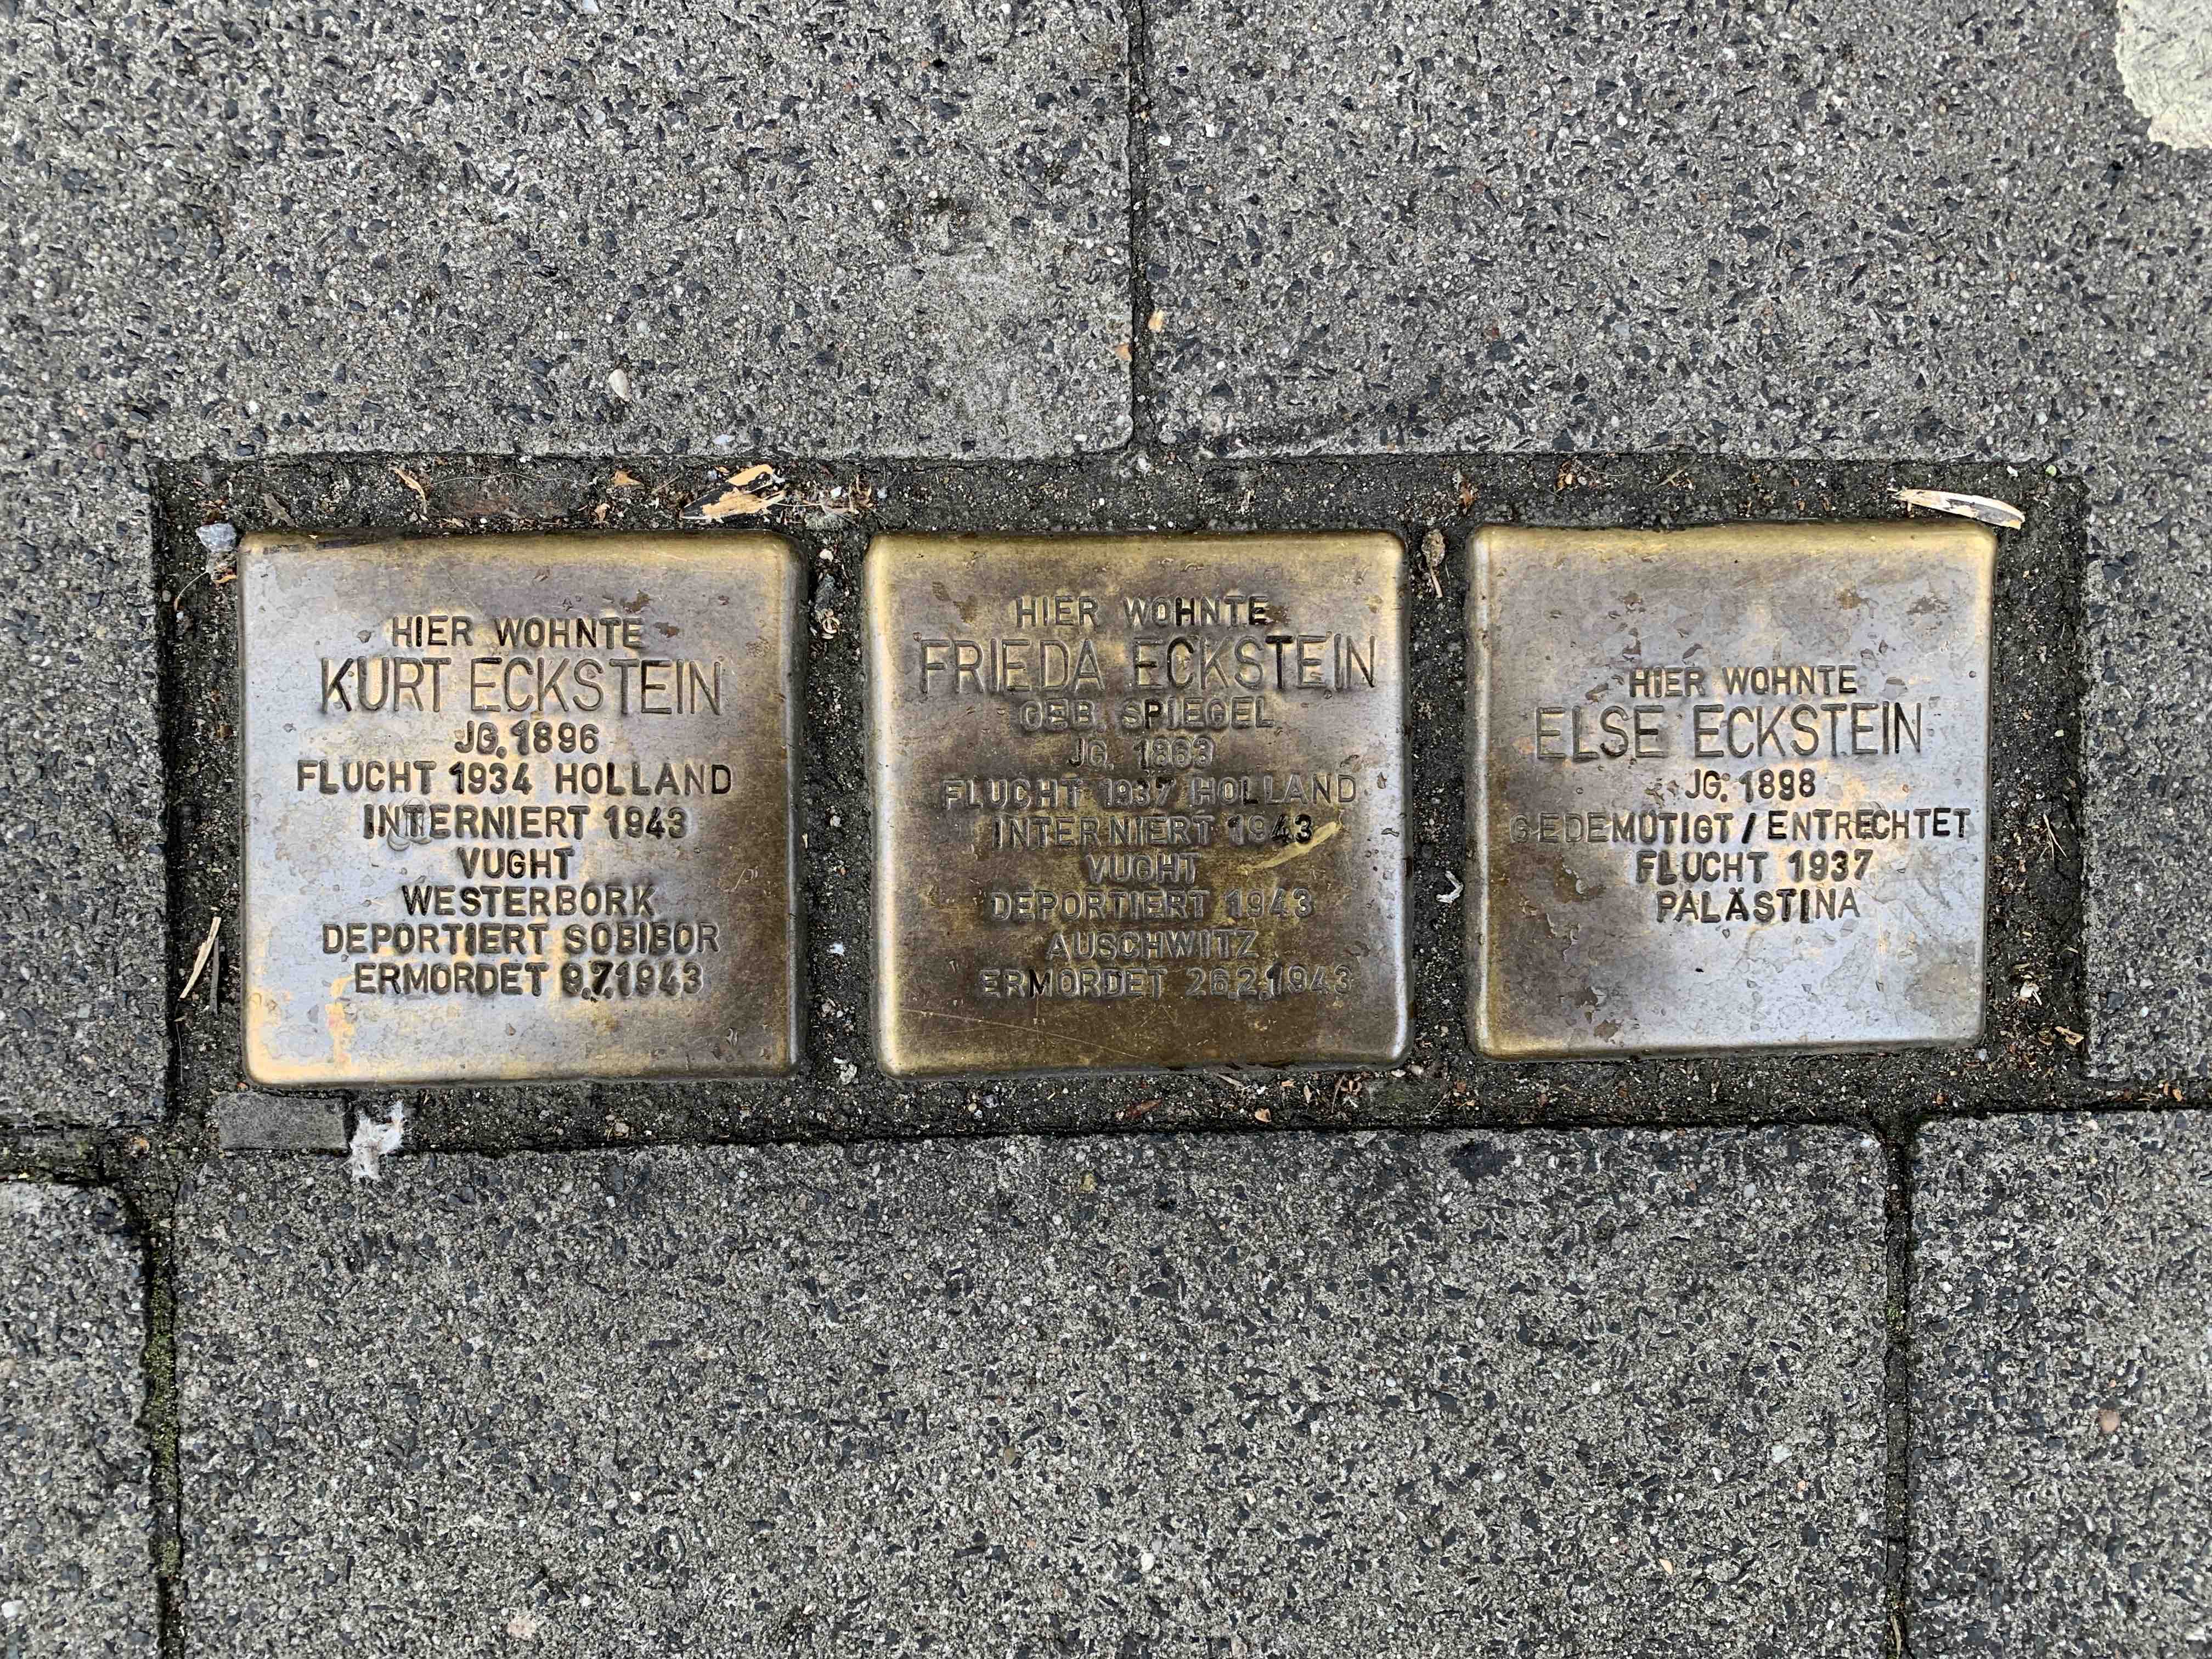 HIER WOHNTE
KURT ECKSTEIN
JG. 1896
FLUCHT 1934 HOLLAND
INTERNIERT 1943
VUGHT
WESTERBORK
DEPORTIERT SOBIBOR
ERMORDET 9.7.1943
HIER WOHNTE
FRIEDA ECKSTEIN
GEB. SPIEGEL
JG. 1863
FLUCHT 1937 HOLLAND
INTERNIERT 1943
VUGHT
DEPORTIERT 1943
AUSCHWITZ
ERMORDET 26.2.1943
HIER WOHNTE
ELSE ECKSTEIN
JG. 1898
GEDEMÜTIGT / ENTRECHTET
FLUCHT 1937
PALÄSTINA